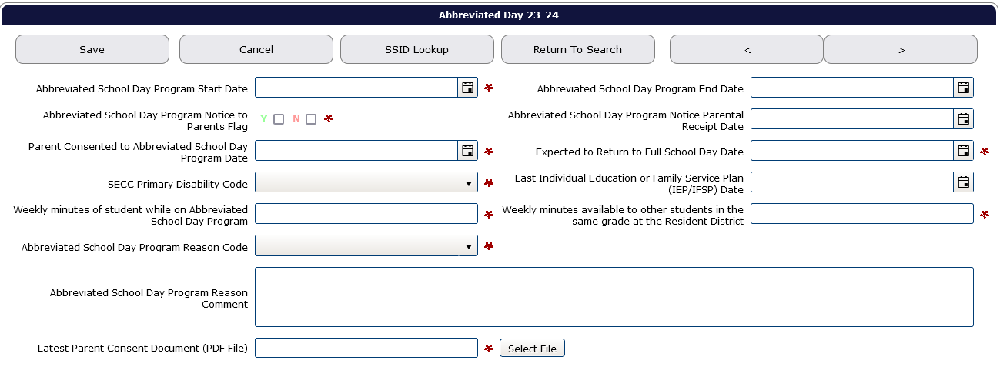 Abbreviated Day 23-24
Save Cancel SSID Lookup Return To Search < >
Abbreviated School Day Program Start Date * Abbreviated School Day Program End Date
Abbreviated School Day Program Notice to
Parents Flag
Y N *
Abbreviated School Day Program Notice Parental
Receipt Date
Parent Consented to Abbreviated School Day
Program Date
*
Expected to Return to Full School Day Date *
SECC Primary Disability Code *
Last Individual Education or Family Service Plan
(IEP/IFSP) Date
Weekly minutes of student while on Abbreviated
School Day Program
*
Weekly minutes available to other students in the
same grade at the Resident District
*
Abbreviated School Day Program Reason Code *
Abbreviated School Day Program Reason
Comment
Latest Parent Consent Document (PDF File) * Select File